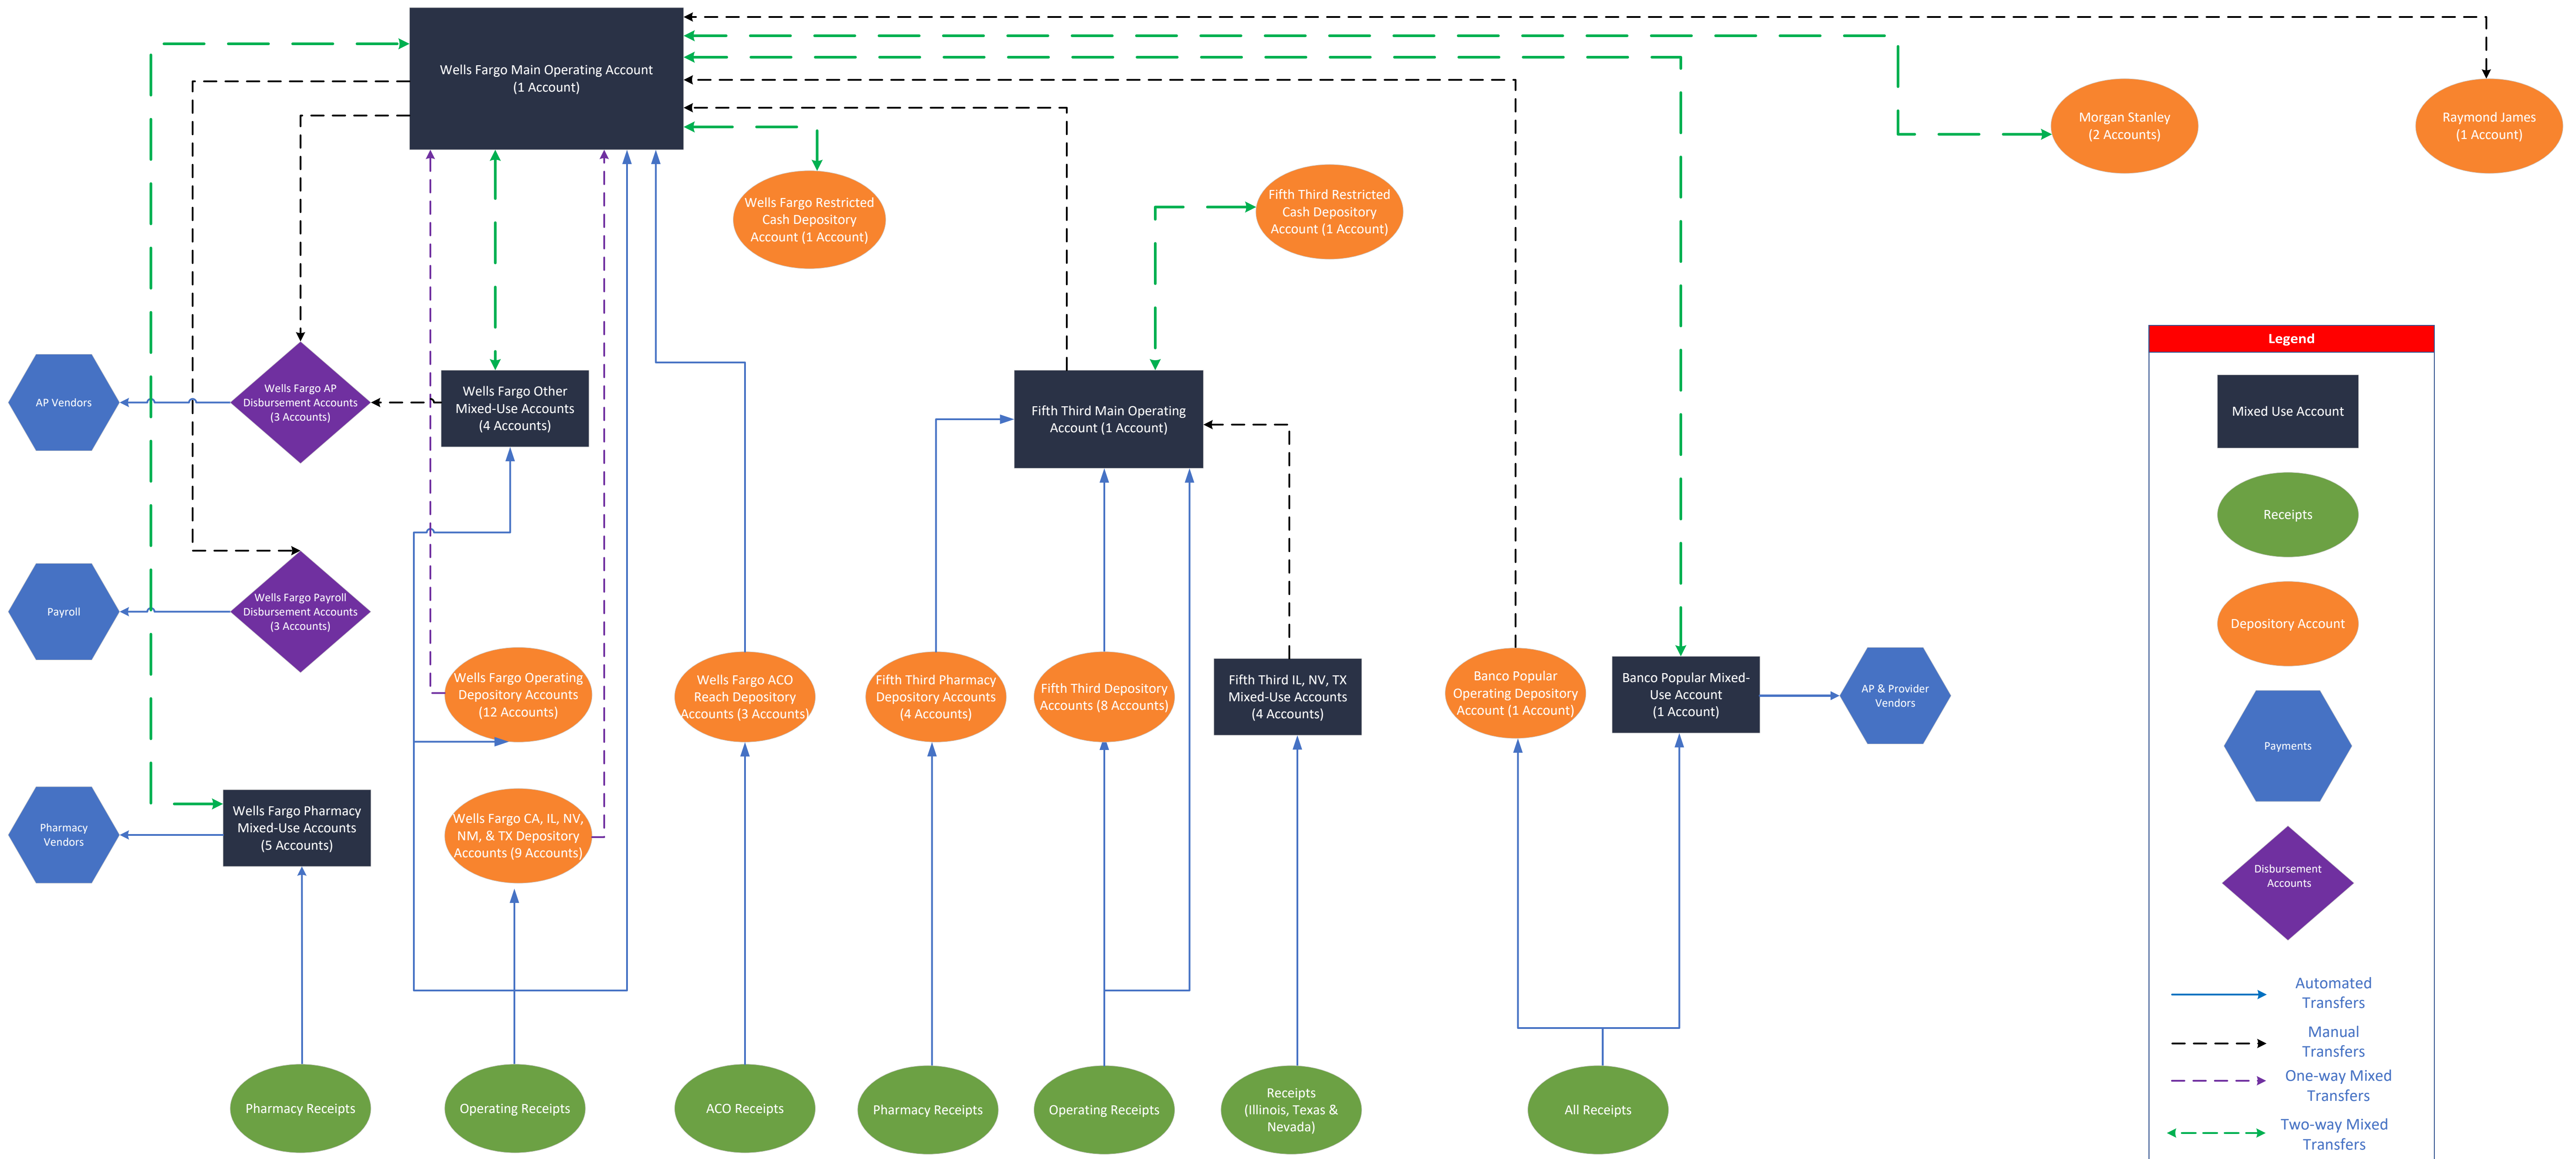 Wells Fargo Main Operating Account
(1 Account)
Morgan Stanley
(2 Accounts)
Raymond James
(1 Account)
Wells Fargo Restricted
Cash Depository
Account (1 Account)
Fifth Third Restricted
Cash Depository
Account (1 Account)
AP Vendors
Wells Fargo AP
Disbursement Accounts
(3 Accounts)
Wells Fargo Other
Mixed-Use Accounts
(4 Accounts)
Fifth Third Main Operating
Account (1 Account)
Payroll
Wells Fargo Payroll
Disbursement Accounts
(3 Accounts)
Wells Fargo Operating
Depository Accounts
(12 Accounts)
Wells Fargo ACO
Reach Depository
Accounts (3 Accounts)
Fifth Third Pharmacy
Depository Accounts
(4 Accounts)
Fifth Third Depository
Accounts (8 Accounts)
Fifth Third IL, NV, TX
Mixed-Use Accounts
(4 Accounts)
Banco Popular
Operating Depository
Account (1 Account)
Banco Popular Mixed-
Use Account
(1 Account)
AP & Provider
Vendors
Pharmacy
Vendors
Wells Fargo Pharmacy
Mixed-Use Accounts
(5 Accounts)
Wells Fargo CA, IL, NV,
NM, & TX Depository
Accounts (9 Accounts)
Pharmacy Receipts
Operating Receipts
ACO Receipts
Pharmacy Receipts
Operating Receipts
Receipts
(Illinois, Texas &
Nevada)
All Receipts
Legend
Mixed Use Account
Receipts
Depository Account
Payments
Disbursement
Accounts
Automated
Transfers
Manual
Transfers
One-way Mixed
Transfers
Two-way Mixed
Transfers